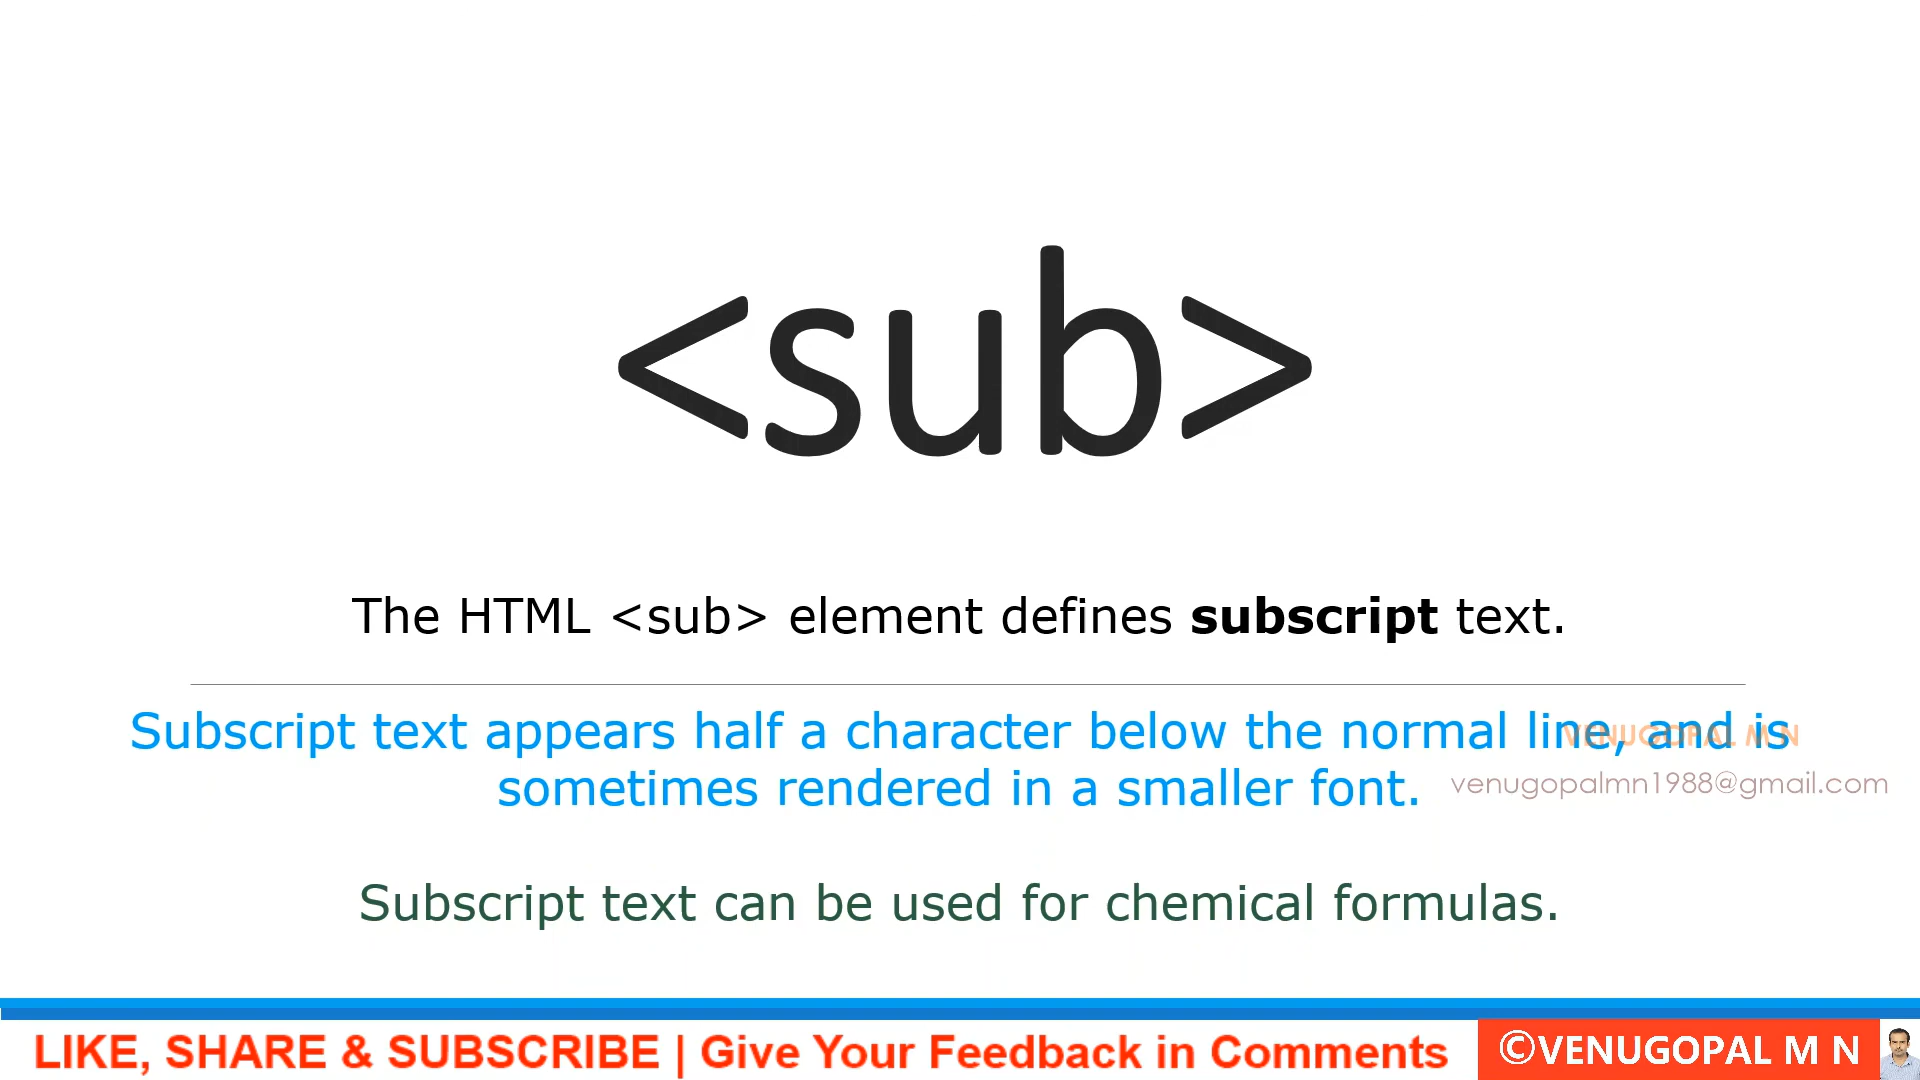 <sub>
The HTML <sub> element defines subscript text.
Subscript text appears half a character below the normal line, and is
sometimes rendered in a smaller font.
VENUGOPAL M N
venugopalmn1988@gmail.com
Subscript text can be used for chemical formulas.
LIKE, SHARE & SUBSCRIBE | Give Your Feedback in Comments
©VENUGOPAL M N